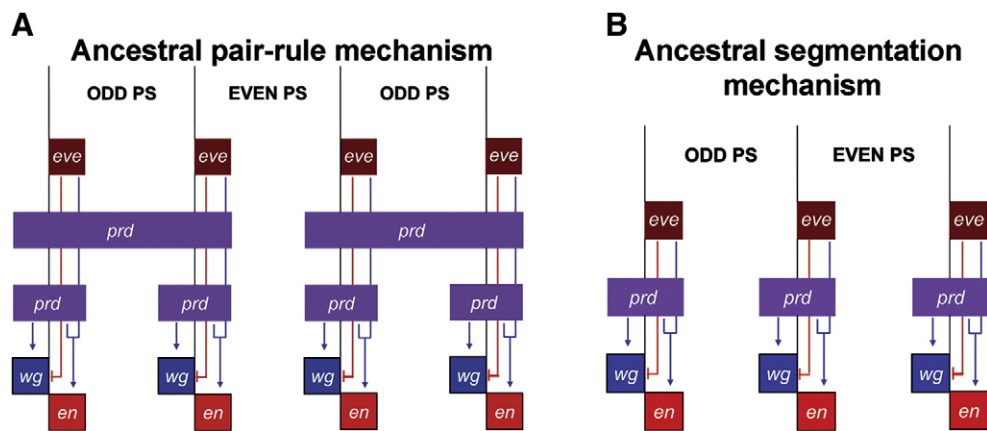 A
Ancestral pair-rule mechanism
ODD PS EVEN PS ODD PS
eve eve eve eve
prd prd
prd prd prd prd
wg wg wg wg
en en en en
B
Ancestral segmentation
mechanism
ODD PS EVEN PS
eve eve eve
prd prd prd
wg wg wg
en en en